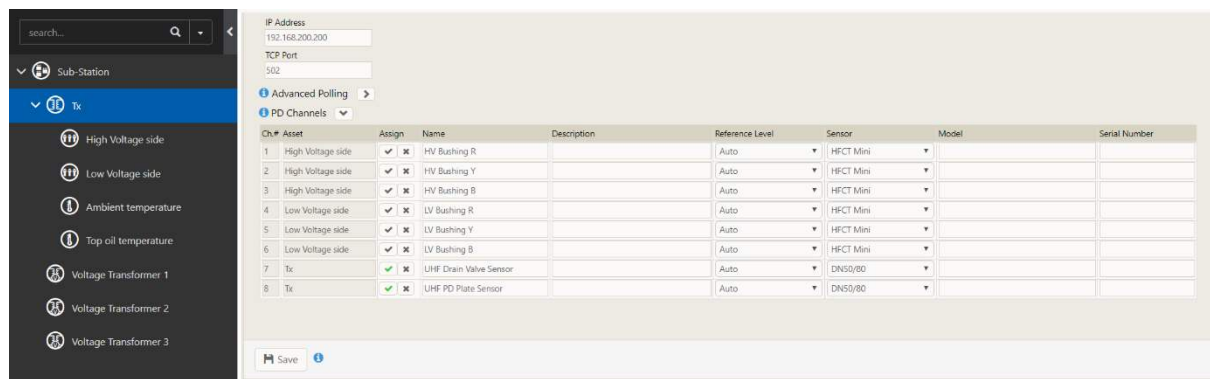 search...
Sub-Station
Tx
High Voltage side
Low Voltage side
Ambient temperature
Top oil temperature
Voltage Transformer 1
Voltage Transformer 2
Voltage Transformer 3
IP Address
192.168.200.200
TCP Port
502
Advanced Polling
PD Channels
Ch.# Asset Assign Name Description Reference Level Sensor Model Serial Number
1 High Voltage side HV Bushing R Auto HFCT Mini
2 High Voltage side HV Bushing Y Auto HFCT Mini
3 High Voltage side HV Bushing B Auto HFCT Mini
4 Low Voltage side LV Bushing R Auto HFCT Mini
5 Low Voltage side LV Bushing Y Auto HFCT Mini
6 Low Voltage side LV Bushing B Auto HFCT Mini
7 Tx UHF Drain Valve Sensor Auto DN50/80
8 Tx UHF PD Plate Sensor Auto DN50/80
Save